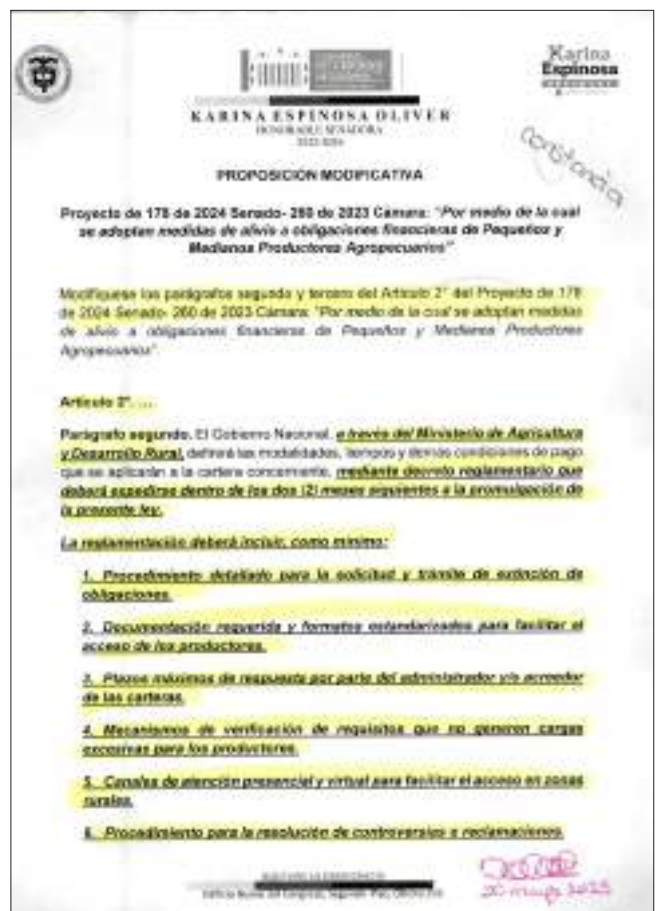 Karina
Espinosa
KARINA ESPINOSA OLIVER
HONORABLE SENADORA
2022-2026
Constancia
PROPOSICIÓN MODIFICATIVA
Proyecto de 178 de 2024 Senado- 260 de 2023 Cámara: "Por medio de la cual
se adoptan medidas de alivio a obligaciones financieras de Pequeños y
Medianos Productores Agropecuarios"
Modifíquese los parágrafos segundo y tercero del Artículo 2° del Proyecto de 178
de 2024 Senado- 260 de 2023 Cámara: "Por medio de la cual se adoptan medidas
de alivio a obligaciones financieras de Pequeños y Medianos Productores
Agropecuarios".
Artículo 2°. ....
Parágrafo segundo. El Gobierno Nacional, a través del Ministerio de Agricultura
y Desarrollo Rural, definirá las modalidades, tiempos y demás condiciones de pago
que se aplicarán a la cartera concerniente, mediante decreto reglamentario que
deberá expedirse dentro de los dos (2) meses siguientes a la promulgación de
la presente ley.
La reglamentación deberá incluir, como mínimo:
1. Procedimiento detallado para la solicitud y trámite de extinción de
obligaciones.
2. Documentación requerida y formatos estandarizados para facilitar el
acceso de los productores.
3. Plazos máximos de respuesta por parte del administrador y/o acreedor
de las carteras.
4. Mecanismos de verificación de requisitos que no generen cargas
excesivas para los productores.
5. Canales de atención presencial y virtual para facilitar el acceso en zonas
rurales.
6. Procedimiento para la resolución de controversias o reclamaciones.
Edificio Nuevo del Congreso, Segundo Piso,
20 mayo 2025